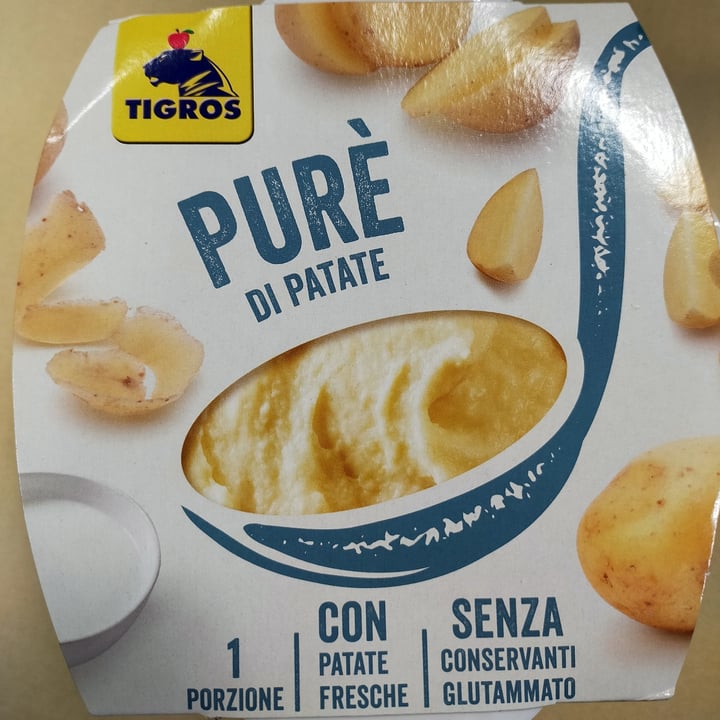 TIGROS
PURÈ
DI PATATE
1
PORZIONE
CON
PATATE
FRESCHE
SENZA
CONSERVANTI
GLUTAMMATO